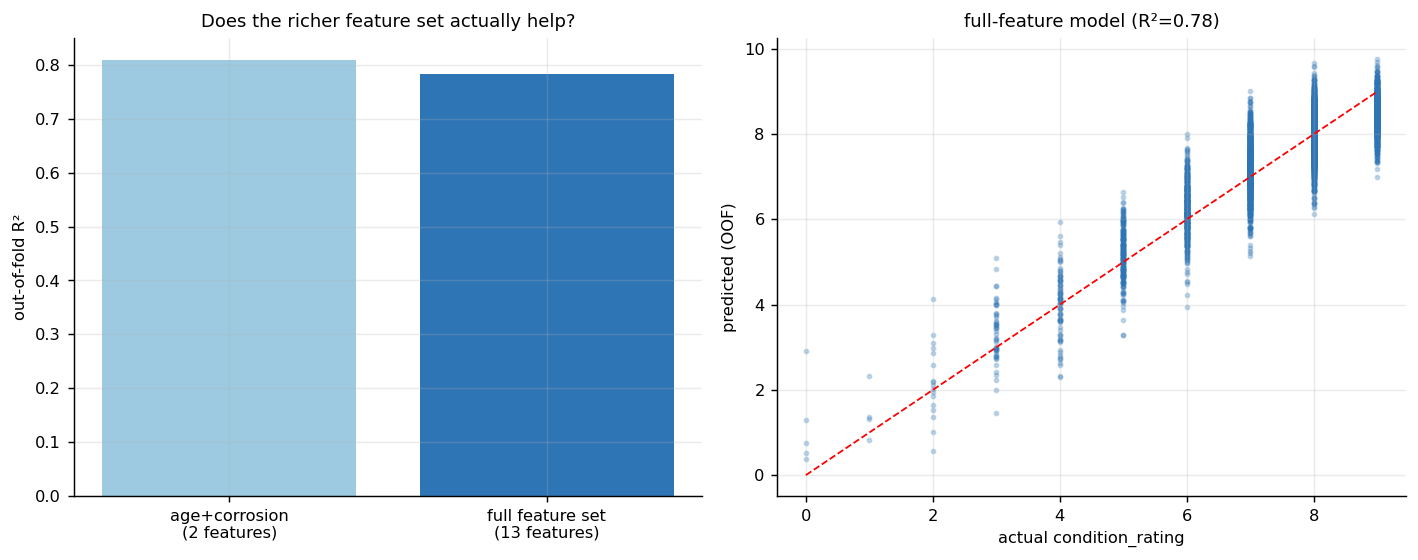 Does the richer feature set actually help?
out-of-fold R²
0.8
0.7
0.6
0.5
0.4
0.3
0.2
0.1
0.0
age+corrosion
(2 features)
full feature set
(13 features)
full-feature model (R²=0.78)
predicted (OOF)
10
8
6
4
2
0
0 2 4 6 8
actual condition_rating